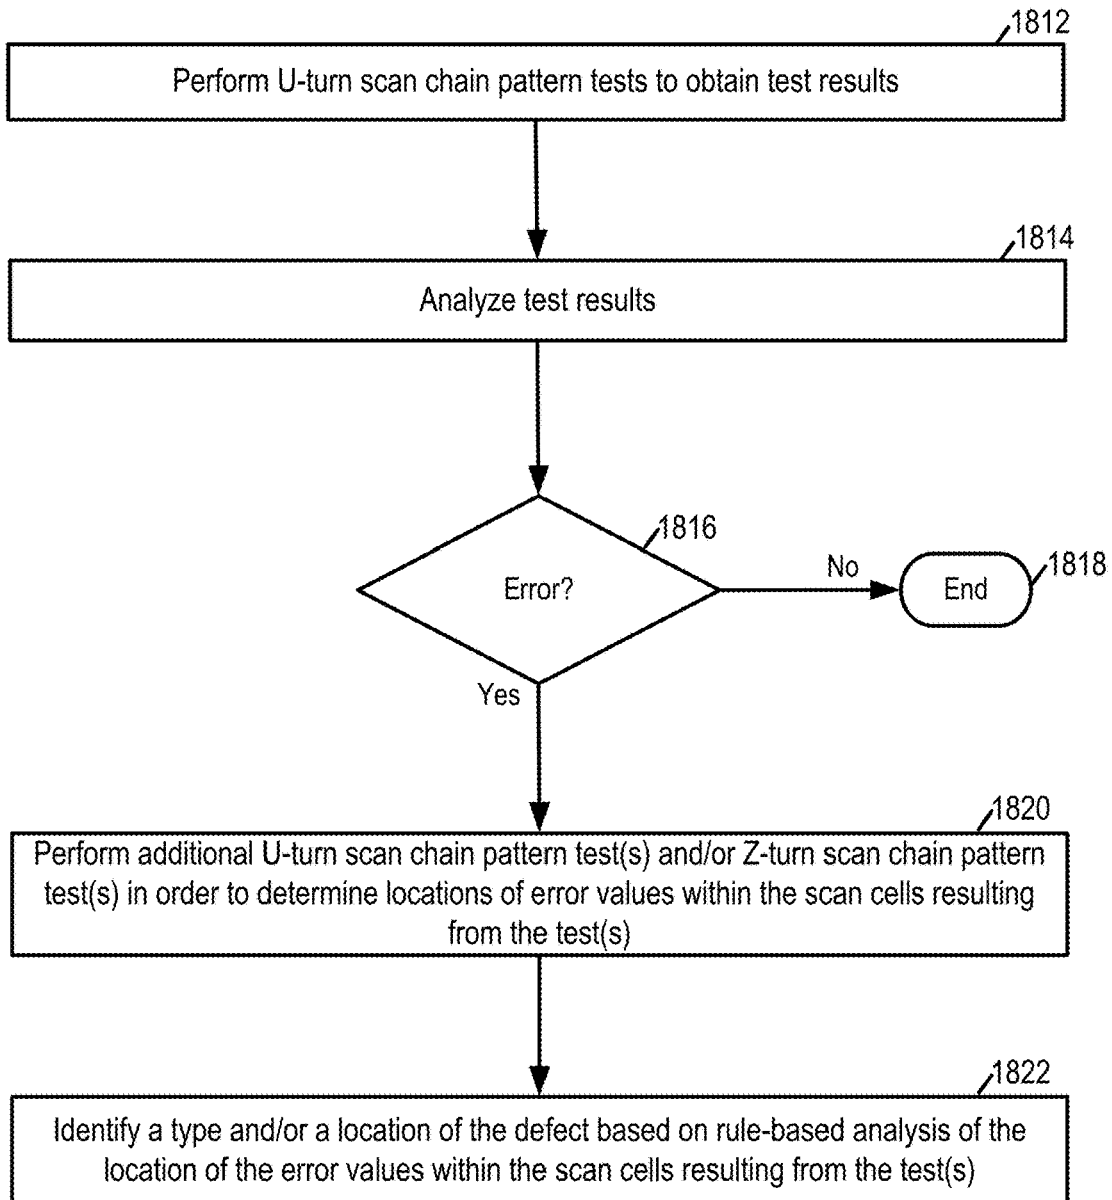 1812
Perform U-turn scan chain pattern tests to obtain test results
1814
Analyze test results
1816
Error?
No
End
1818
Yes
1820
Perform additional U-turn scan chain pattern test(s) and/or Z-turn scan chain pattern
test(s) in order to determine locations of error values within the scan cells resulting
from the test(s)
1822
Identify a type and/or a location of the defect based on rule-based analysis of the
location of the error values within the scan cells resulting from the test(s)